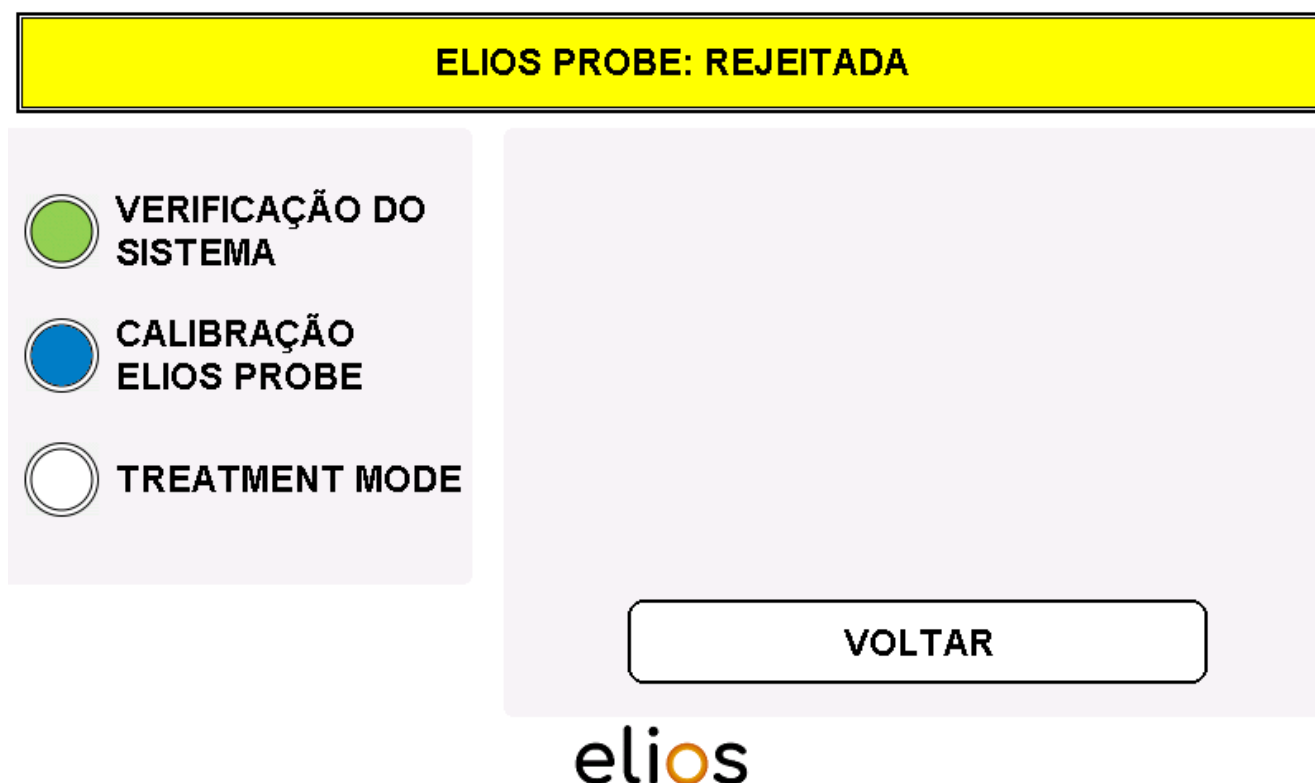 ELIOS PROBE: REJEITADA
VERIFICAÇÃO DO
SISTEMA
CALIBRAÇÃO
ELIOS PROBE
TREATMENT MODE
VOLTAR
elios